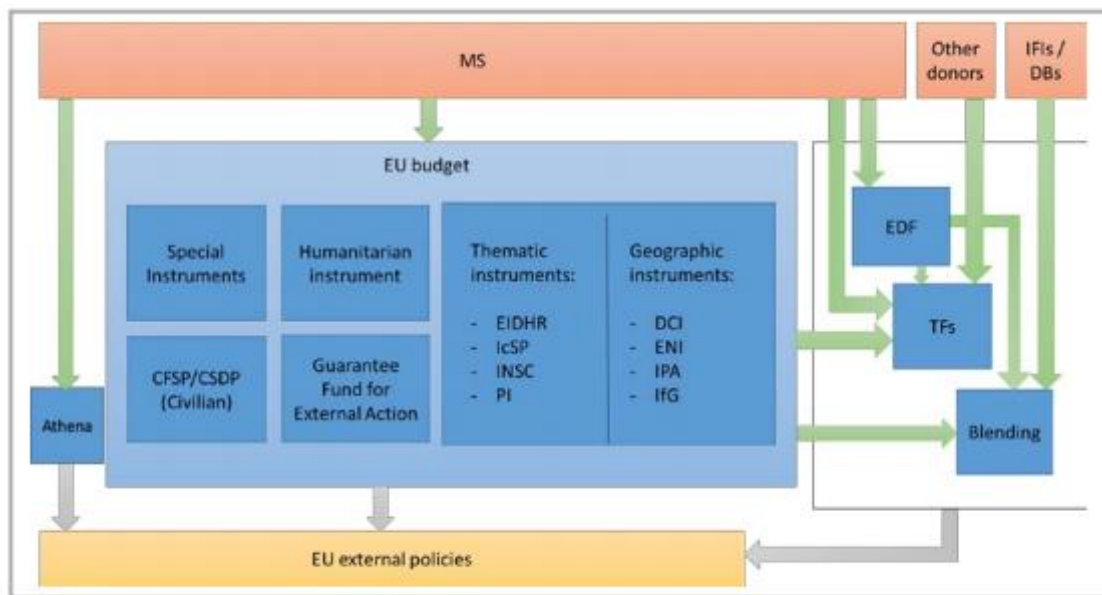 MS
Other
donors
IFIs /
DBs
EU budget
Special
Instruments
Humanitarian
instrument
Thematic
instruments:
- EIDHR
- IcSP
- INSC
- PI
Geographic
instruments:
- DCI
- ENI
- IPA
- IfG
CFSP/CSDP
(Civilian)
Guarantee
Fund for
External Action
EDF
TFs
Athena
Blending
EU external policies